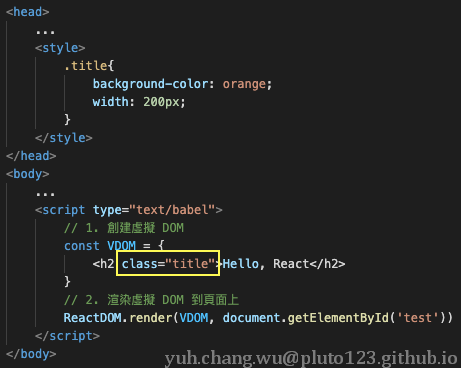 <head>
...
<style>
.title{
background-color: orange;
width: 200px;
}
</style>
</head>
<body>
...
<script type="text/babel">
// 1. 創建虛擬 DOM
const VDOM = {
<h2 class="title">Hello, React</h2>
}
// 2. 渲染虛擬 DOM 到頁面上
ReactDOM.render(VDOM, document.getElementById('test'))
</script>
</body>
yuh.chang.wu@pluto123.github.io